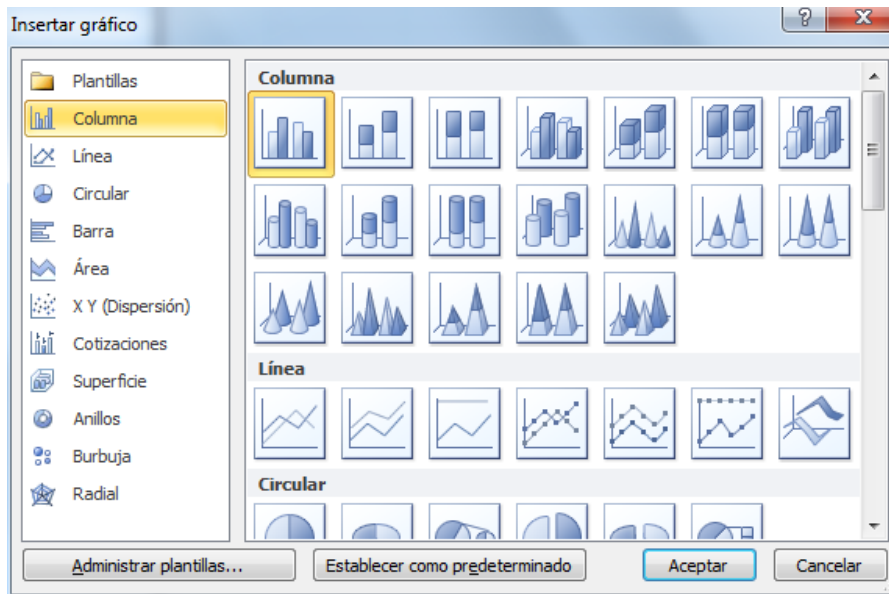 Insertar gráfico
Plantillas
Columna
Línea
Circular
Barra
Área
X Y (Dispersión)
Cotizaciones
Superficie
Anillos
Burbuja
Radial
Columna
Línea
Circular
Administrar plantillas...
Establecer como predeterminado
Aceptar
Cancelar